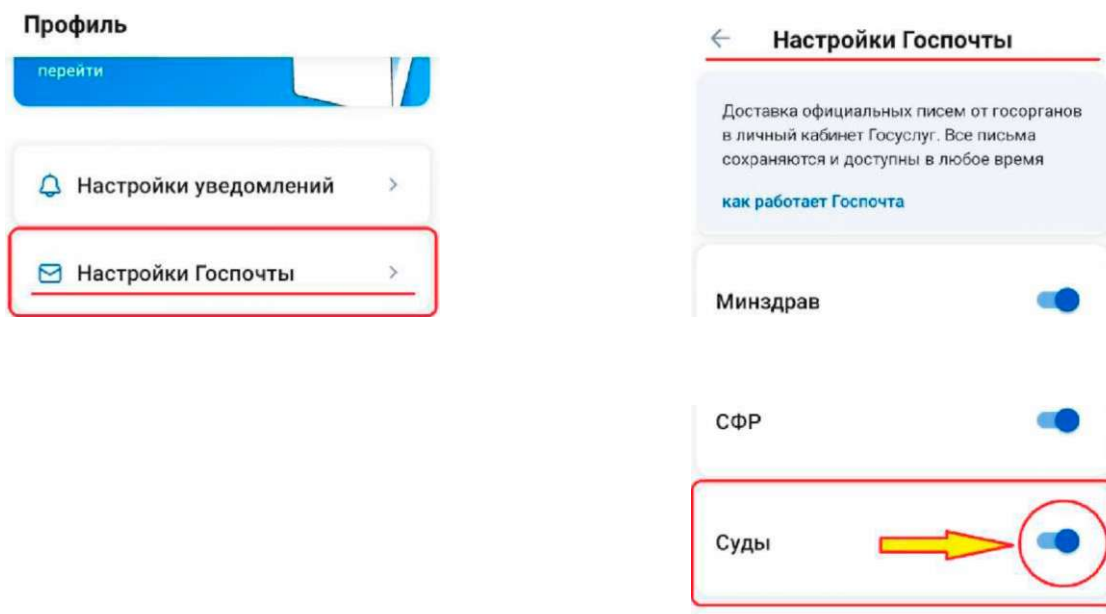 Профиль
перейти
Настройки уведомлений
Настройки Госпочты
Настройки Госпочты
Доставка официальных писем от госорганов
в личный кабинет Госуслуг. Все письма
сохраняются и доступны в любое время
как работает Госпочта
Минздрав
СФР
Суды